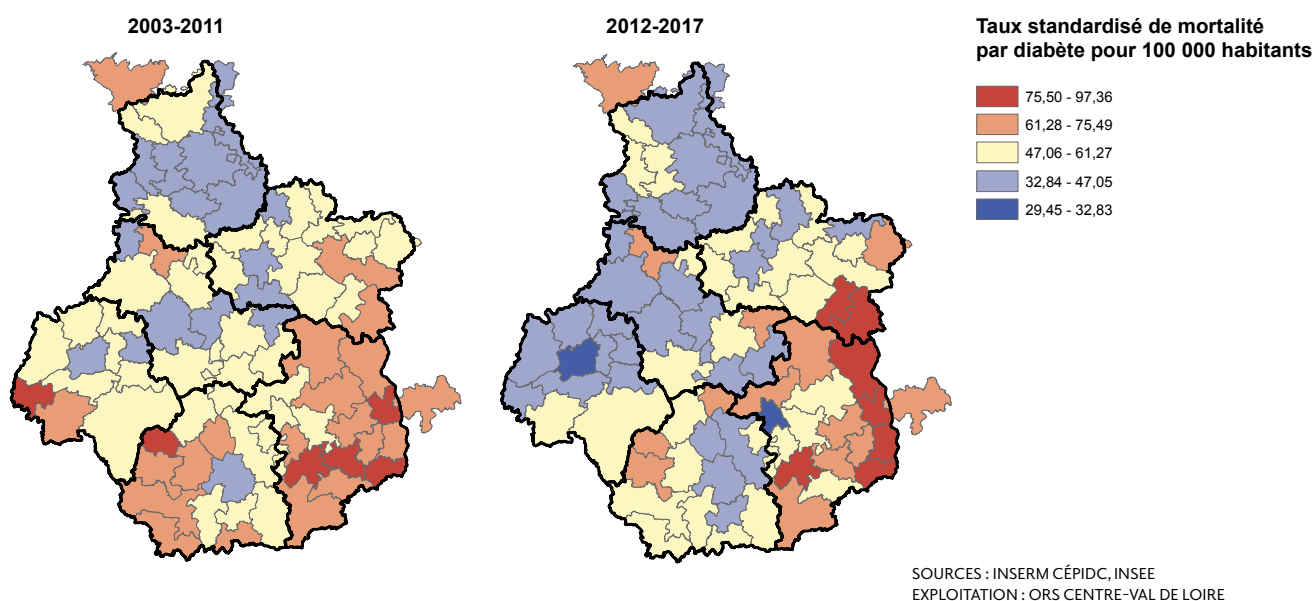 2003-2011
2012-2017
Taux standardisé de mortalité
par diabète pour 100 000 habitants
75,50 - 97,36
61,28 - 75,49
47,06 - 61,27
32,84 - 47,05
29,45 - 32,83
SOURCES : INSERM CÉPIDC, INSEE
EXPLOITATION : ORS CENTRE-VAL DE LOIRE